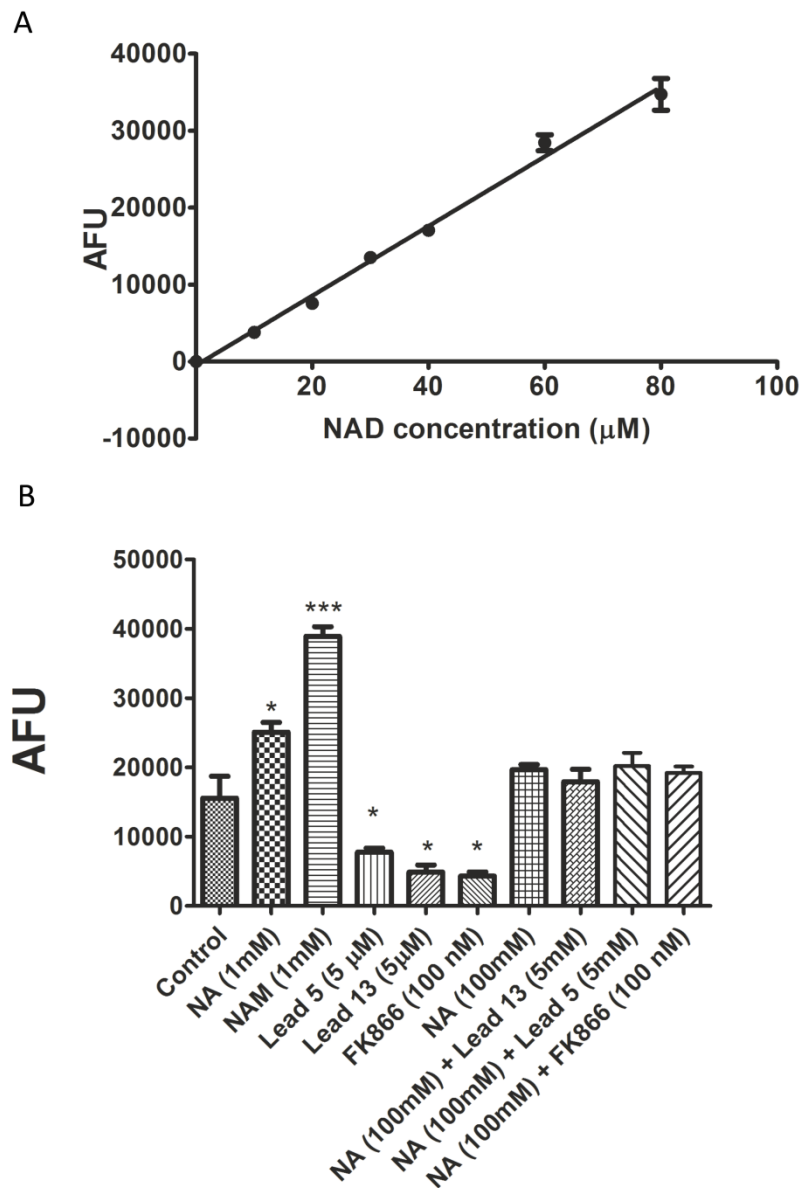 A
40000
30000
20000
10000
0
-10000
AFU
20 40 60 80 100
NAD concentration (μM)
B
50000
40000
30000
20000
10000
0
AFU
*
***
*
*
*
Control
NA (1mM)
NAM (1mM)
Lead 5 (5 μM)
Lead 13 (5μM)
FK866 (100 nM)
NA (100mM)
NA (100mM) + Lead 13 (5mM)
NA (100mM) + Lead 5 (5mM)
NA (100mM) + FK866 (100 nM)